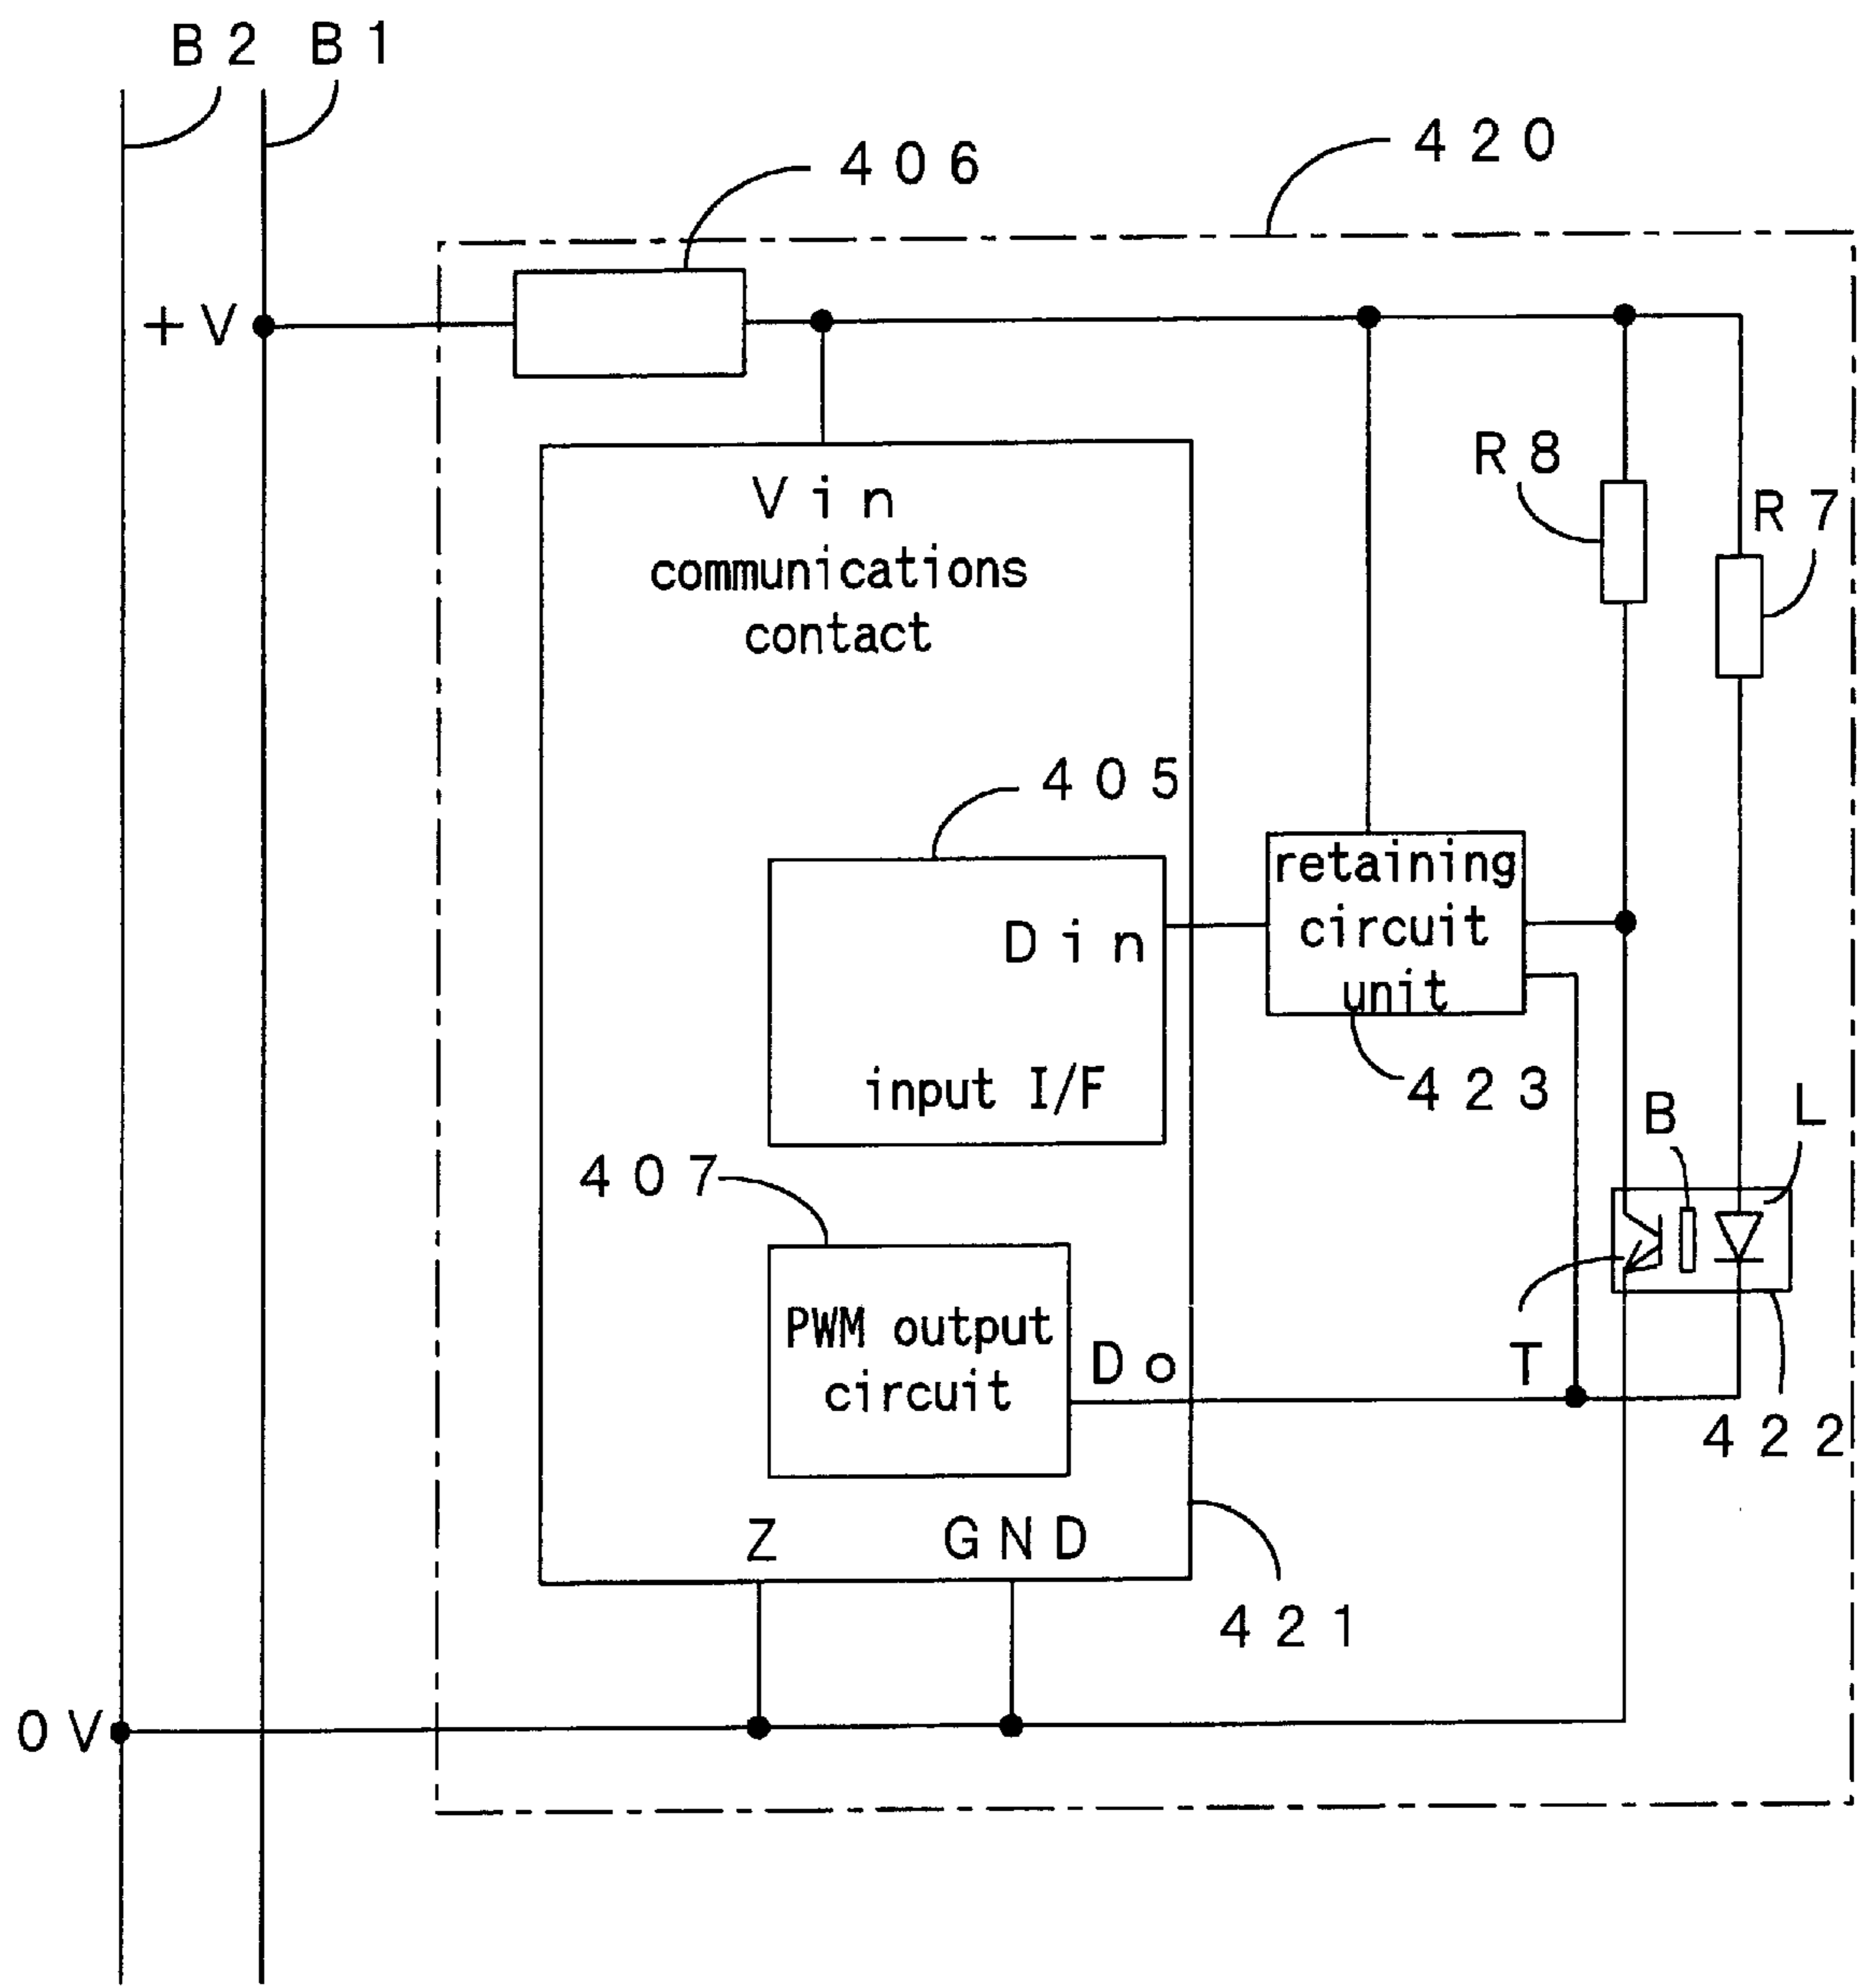 B2 B1
420
406
+V
R8
R7
Vin
communications
contact
405
retaining
circuit
unit
Din
input I/F
423
B
L
407
PWM output
circuit
Do
T
422
Z
GND
421
0V